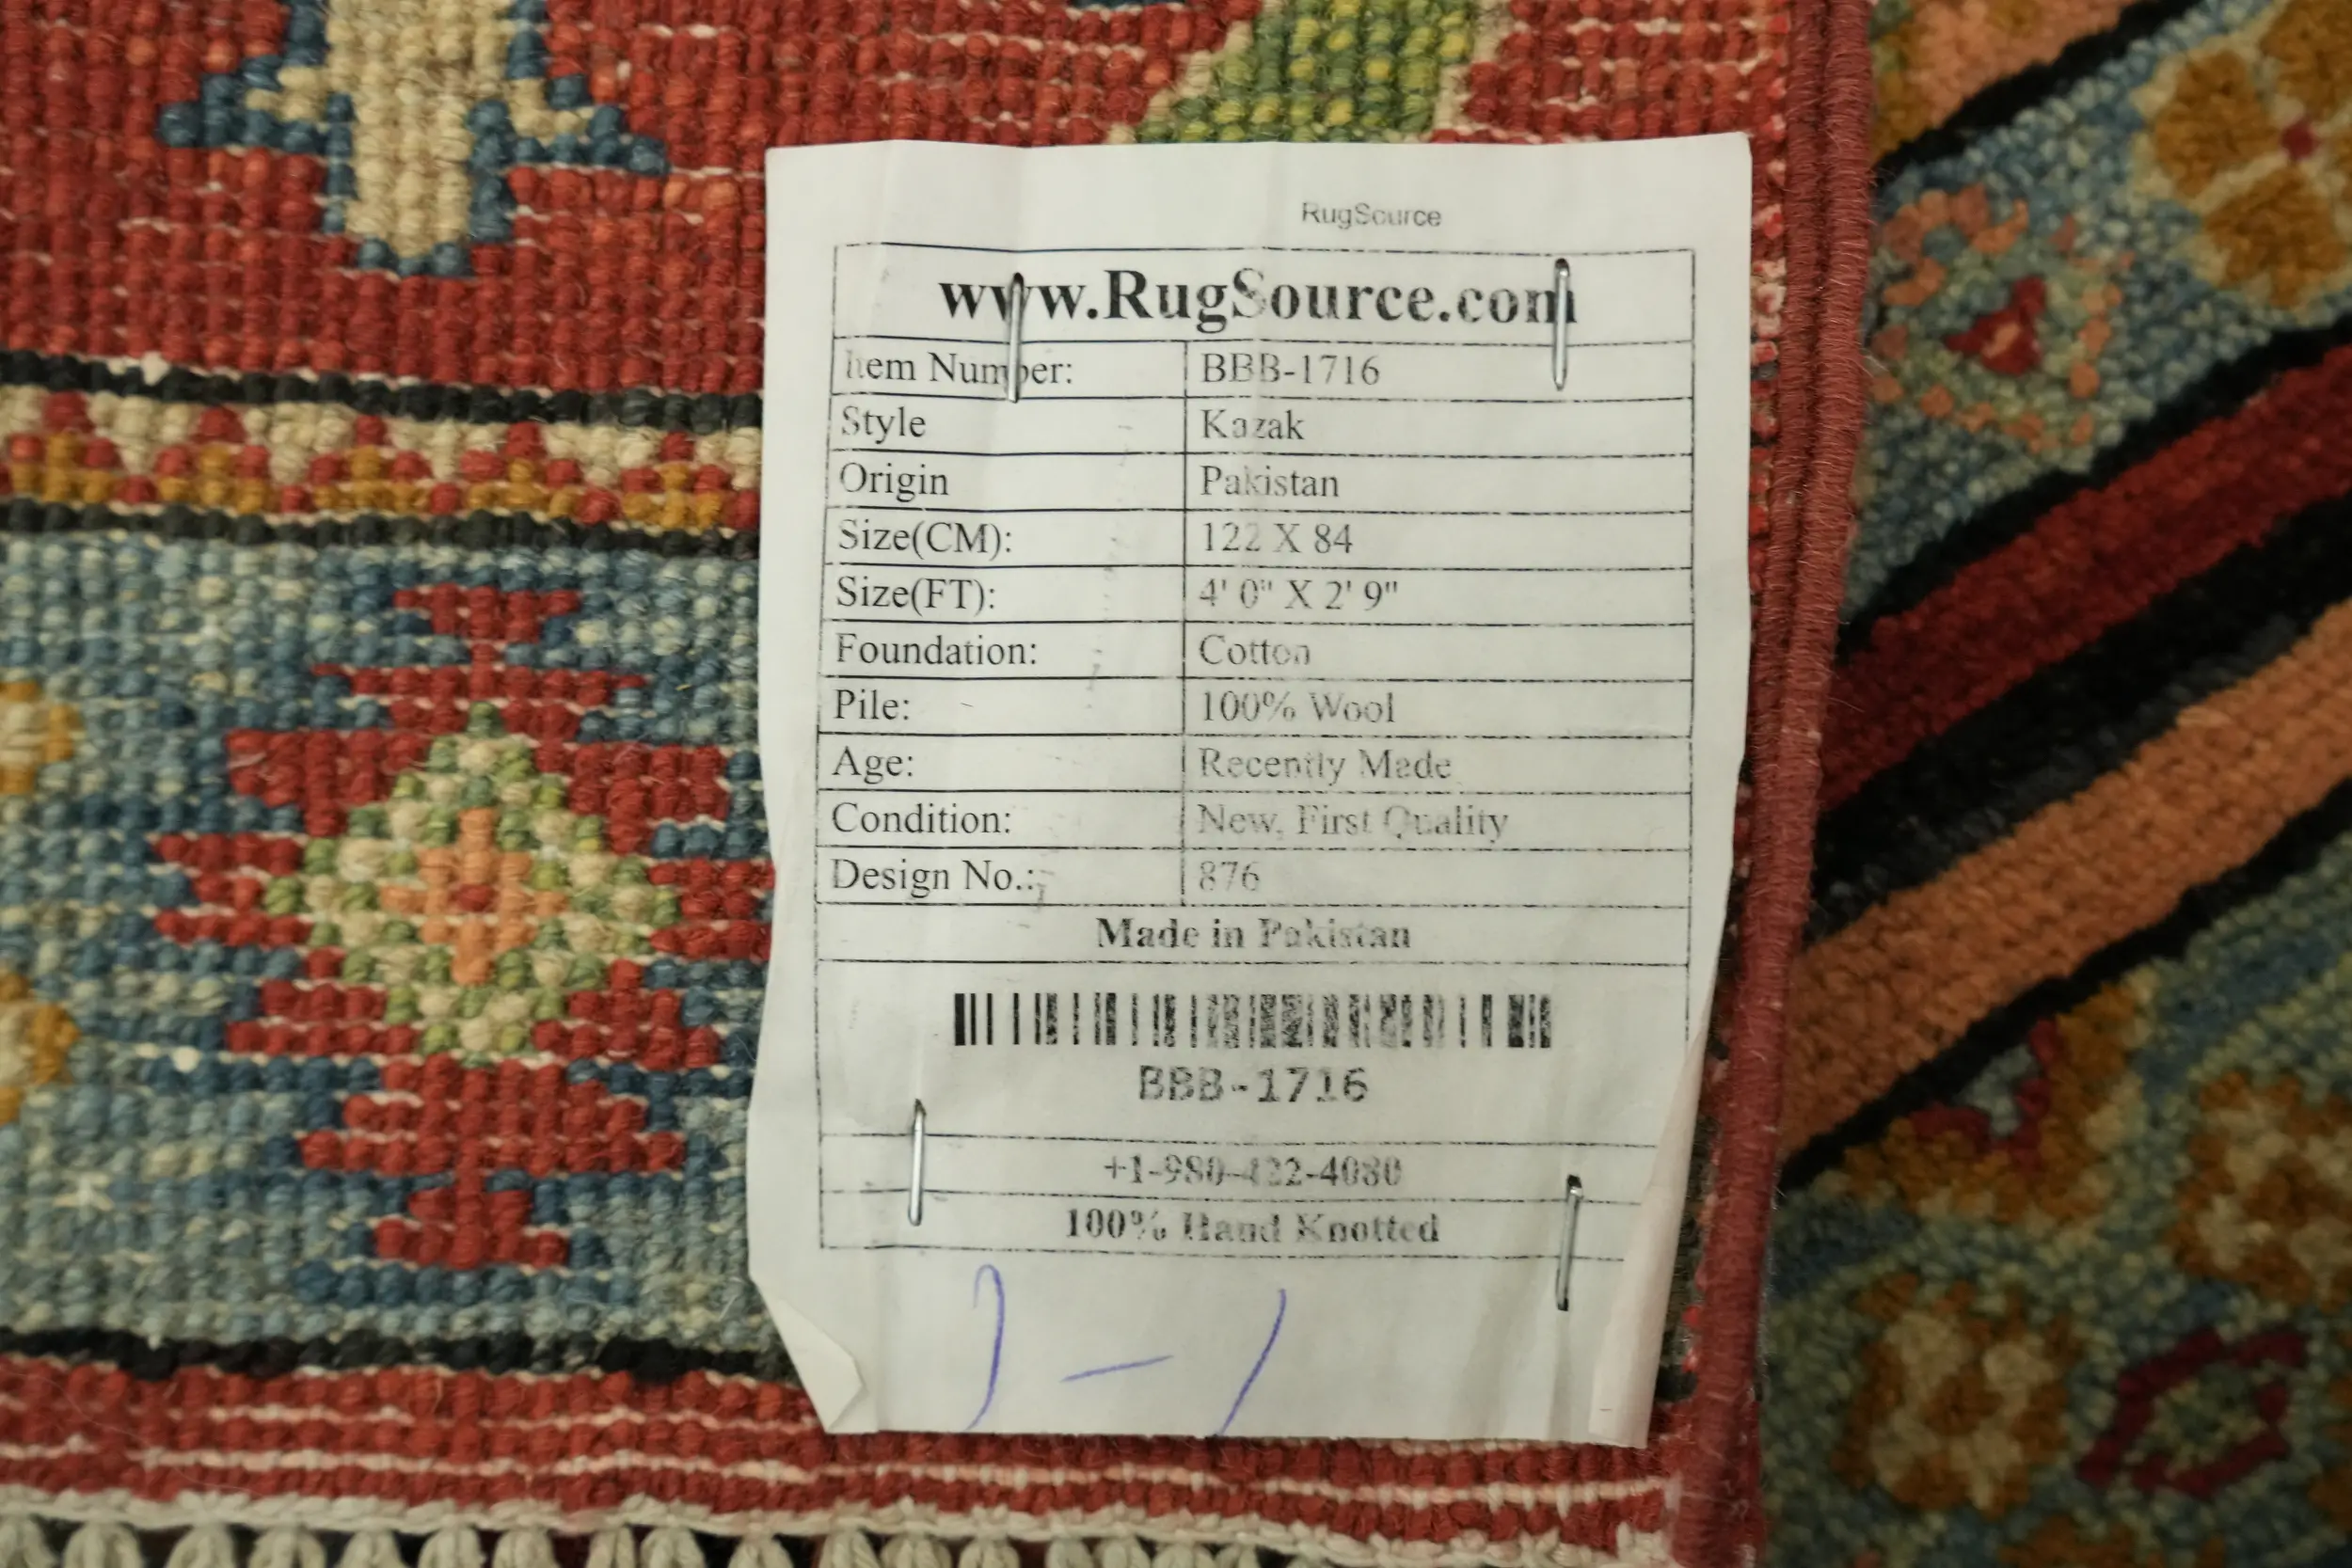 RugSource
www.RugSource.com
Item Number: BBB-1716
Style Kazak
Origin Pakistan
Size(CM): 122 X 84
Size(FT): 4' 0" X 2' 9"
Foundation: Cotton
Pile: 100% Wool
Age: Recently Made
Condition: New, First Quality
Design No.: 876
Made in Pakistan
BBB-1716
+1-980-422-4080
100% Hand Knotted